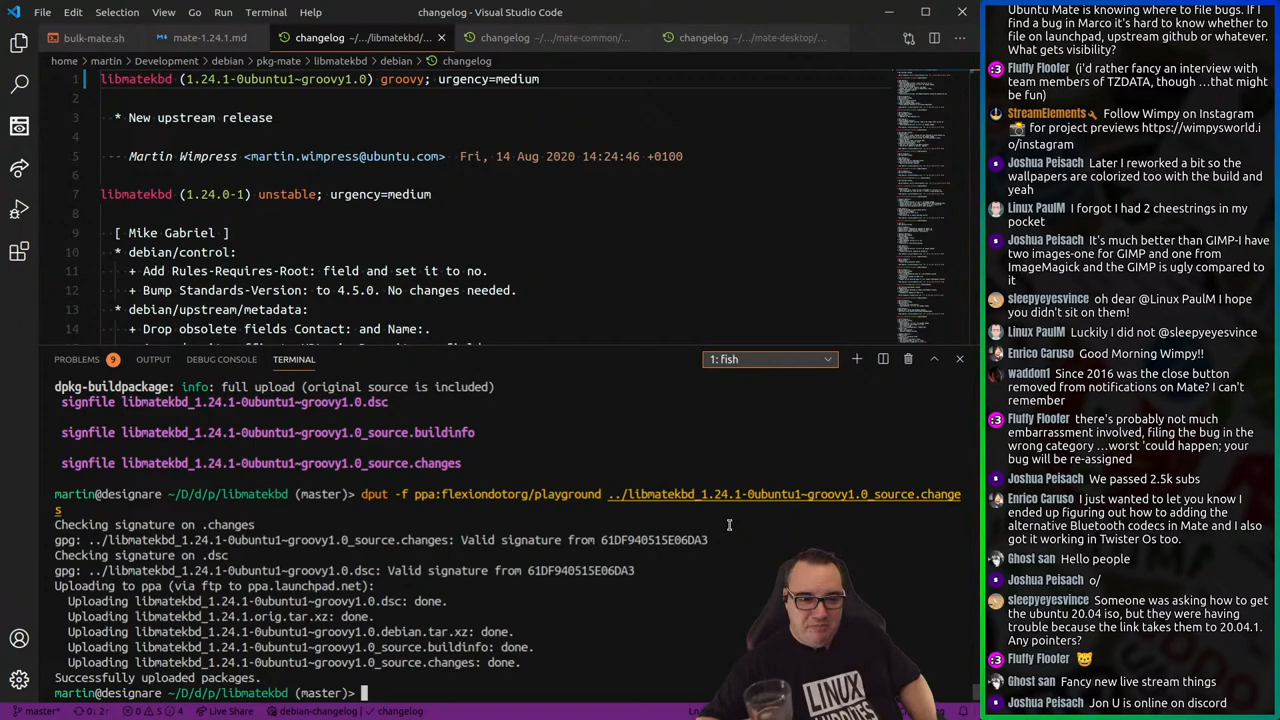 File Edit Selection View Go Run Terminal Help
changelog - Visual Studio Code
bulk-mate.sh
mate-1.24.1.md
changelog ~/.../libmatekbd/...
changelog .../mate-common/...
changelog .../mate-desktop/...
home > martin > Development > debian > pkg-mate > libmatekbd > debian > changelog
1 libmatekbd (1.24.1-0ubuntu1~groovy1.0) groovy; urgency=medium
2
3 * New upstream release
4
5 -- Martin Wimpress <martin.wimpress@ubuntu.com>  Fri, 14 Aug 2020 14:24:46 +0100
6
7 libmatekbd (1.24.0-1) unstable; urgency=medium
8
9 [ Mike Gabriel ]
10 * debian/control:
11 + Add Rules-Requires-Root: field and set it to no.
12 + Bump Standards-Version to 4.5.0. No changes needed.
13 * debian/upstream/metadata:
14 + Drop obsolete fields Contact: and Name:.
PROBLEMS 9 OUTPUT DEBUG CONSOLE TERMINAL
1: fish
dpkg-buildpackage: info: full upload (original source is included)
signfile libmatekbd_1.24.1-0ubuntu1~groovy1.0.dsc
signfile libmatekbd_1.24.1-0ubuntu1~groovy1.0_source.buildinfo
signfile libmatekbd_1.24.1-0ubuntu1~groovy1.0_source.changes
martin@designare ~/D/d/p/libmatekbd (master)> dput -f ppa:flexiondotorg/playground ../libmatekbd_1.24.1-0ubuntu1~groovy1.0_source.change
s
Checking signature on .changes
gpg: ../libmatekbd_1.24.1-0ubuntu1~groovy1.0_source.changes: Valid signature from 61DF940515E06DA3
Checking signature on .dsc
gpg: ../libmatekbd_1.24.1-0ubuntu1~groovy1.0.dsc: Valid signature from 61DF940515E06DA3
Uploading to ppa (via ftp to ppa.launchpad.net):
Uploading libmatekbd_1.24.1-0ubuntu1~groovy1.0.dsc: done.
Uploading libmatekbd_1.24.1.orig.tar.xz: done.
Uploading libmatekbd_1.24.1-0ubuntu1~groovy1.0.debian.tar.xz: done.
Uploading libmatekbd_1.24.1-0ubuntu1~groovy1.0_source.buildinfo: done.
Uploading libmatekbd_1.24.1-0ubuntu1~groovy1.0_source.changes: done.
Successfully uploaded packages.
martin@designare ~/D/d/p/libmatekbd (master)>
master* 0↓ 2↑ 0 5 4 Live Share debian-changelog changelog
LINUX
Ubuntu Mate is knowing where to file bugs. If I
find a bug in Marco it's hard to know whether to
file on launchpad, upstream github or whatever.
What gets visibility?
Fluffy Floofer (i'd rather fancy an interview with
team members of TZDATA, though ...that might
be fun)
StreamElements Follow Wimpy on Instagram
for project previews https://wimpysworld.i
o/instagram
Joshua Peisach Later I reworked a bit so the
wallpapers are colorized too with the build and
yeah
Linux PaulM I forgot I had 2 cheestrings in my
pocket
Joshua Peisach It's much better than GIMP-I have
two images-one for GIMP and one from
ImageMagick-and the GIMP is ew compared to
it
sleepyeyesvince Oh dear @Linux PaulM I hope
you didn't sit on them!
Linux PaulM Luckily I did not @sleepyeyesvince
Enrico Caruso Good Morning Wimpy!!
waddon1 Since 2016 was the close button
removed from notifications on Mate? I can't
remember
Fluffy Floofer there's probably not much
embarrassment involved, filing the bug in the
wrong category ...worst 'could happen; your
bug will be re-assigned
Joshua Peisach We passed 2.5k subs
Enrico Caruso I just wanted to let you know I
ended up figuring out how to adding the
alternative Bluetooth codecs in Mate and I also
got it working in Twister Os too.
Ghost san Hello people
Joshua Peisach o/
sleepyeyesvince Someone was asking how to get
the ubuntu 20.04 iso, but they were having
trouble because the link takes them to 20.04.1.
Any pointers?
Fluffy Floofer
Ghost san Fancy new live stream things
Joshua Peisach Jon U is online on discord